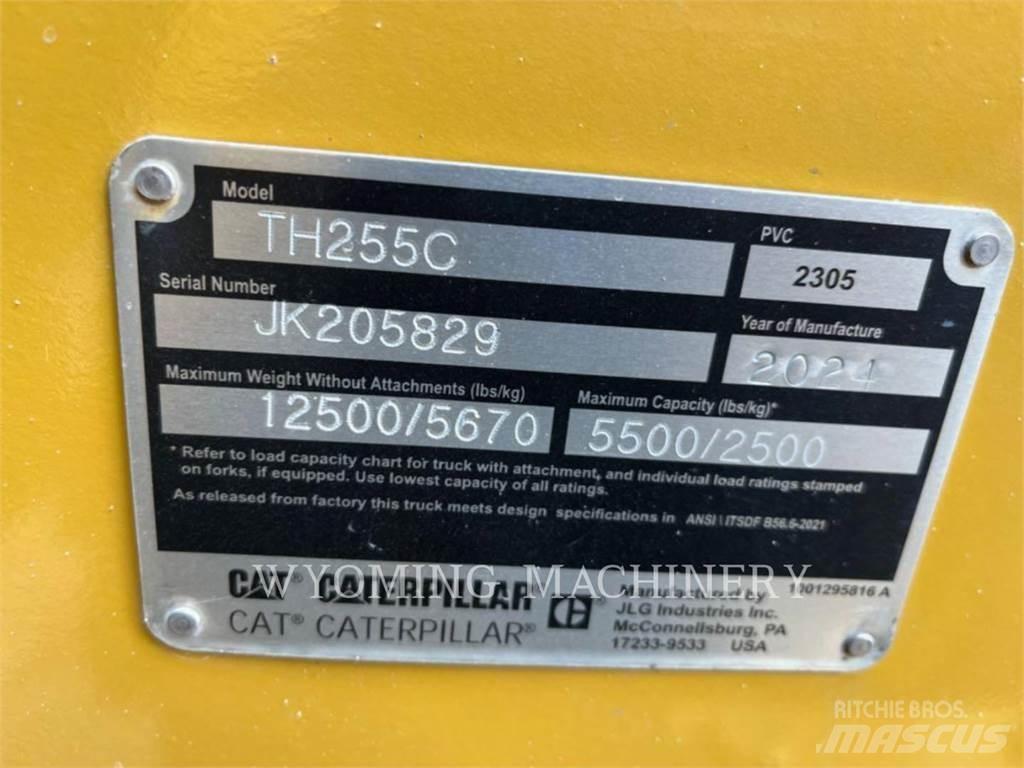 Model
TH255C
PVC
2305
Serial Number
JK205829
Year of Manufacture
2024
Maximum Weight Without Attachments (lbs/kg)
12500/5670
Maximum Capacity (lbs/kg)*
5500/2500
* Refer to load capacity chart for truck with attachment, and individual load ratings stamped
on forks, if equipped. Use lowest capacity of all ratings.
As released from factory this truck meets design specifications in ANSI \ ITSDF B56.6-2021
CAT® CATERPILLAR®
CAT® CATERPILLAR®
Manufactured by
JLG Industries Inc.
McConnellsburg, PA
17233-9533 USA
1001295816 A
WYOMING MACHINERY
RITCHIE BROS.
MASCUS